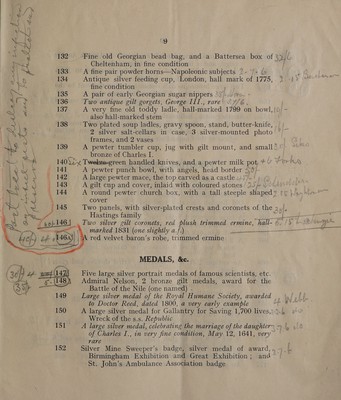 9
132 Fine old Georgian bead bag, and a Battersea box of
Cheltenham, in fine condition
133 A fine pair powder horns—Napoleonic subjects
134 Antique silver feeding cup, London, hall mark of 1775,
fine condition
135 A pair of early Georgian sugar nippers
136 Two antique gilt gorgets, George III., rare
137 A very fine old toddy ladle, hall-marked 1799 on bowl,
also hall-marked stem
138 Two plated soup ladles, gravy spoon, stand, butter-knife,
2 silver salt-cellars in case, 3 silver-mounted photo
frames, and 2 vases
139 A pewter tumbler cup, jug with gilt mount, and small
bronze of Charles I.
140 Twelve green handled knives, and a pewter milk pot
141 A pewter punch bowl, with angels, head border
142 A large pewter mace, the top carved as a castle
143 A gilt cup and cover, inlaid with coloured stones
144 A round pewter church box, with a tall steeple shaped
cover
145 Two panels, with silver-plated crests and coronets of the
Hastings family
146 Two silver gilt coronets, red plush trimmed ermine, hall-
marked 1831 (one slightly a.f.)
146A A red velvet baron's robe, trimmed ermine
MEDALS, &c.
147 Five large silver portrait medals of famous scientists, etc.
148 Admiral Nelson, 2 bronze gilt medals, award for the
Battle of the Nile (one named)
149 Large silver medal of the Royal Humane Society, awarded
to Doctor Reed, dated 1800, a very early example
150 A large silver medal for Gallantry for Saving 1,700 lives,
Wreck of the s.s. Republic
151 A large silver medal, celebrating the marriage of the daughter
of Charles I., in very fine condition, May 12, 1641, very
rare
152 Silver Mine Sweeper's badge, silver medal of award,
Birmingham Exhibition and Great Exhibition; and
St. John's Ambulance Association badge